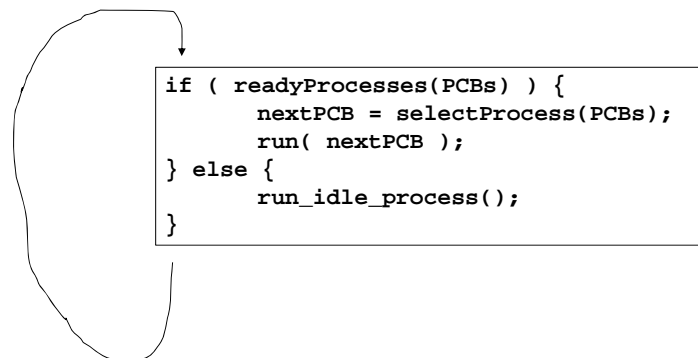 if ( readyProcesses(PCBs) ) {
nextPCB = selectProcess(PCBs);
run( nextPCB );
} else {
run_idle_process();
}